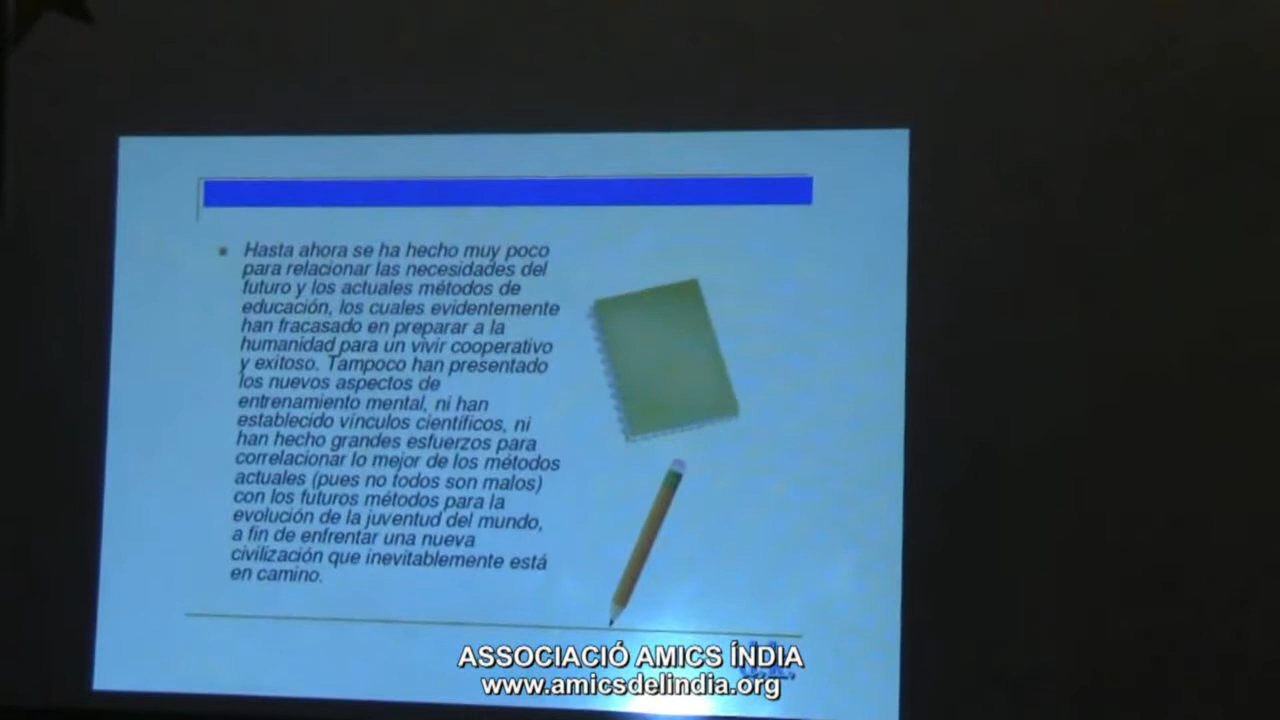 Hasta ahora se ha hecho muy poco
para relacionar las necesidades del
futuro y los actuales métodos de
educación, los cuales evidentemente
han fracasado en preparar a la
humanidad para un vivir cooperativo
y exitoso. Tampoco han presentado
los nuevos aspectos de
entrenamiento mental, ni han
establecido vínculos científicos, ni
han hecho grandes esfuerzos para
correlacionar lo mejor de los métodos
actuales (pues no todos son malos)
con los futuros métodos para la
evolución de la juventud del mundo,
a fin de enfrentar una nueva
civilización que inevitablemente está
en camino.
ASSOCIACIÓ AMICS ÍNDIA
www.amicsdelindia.org